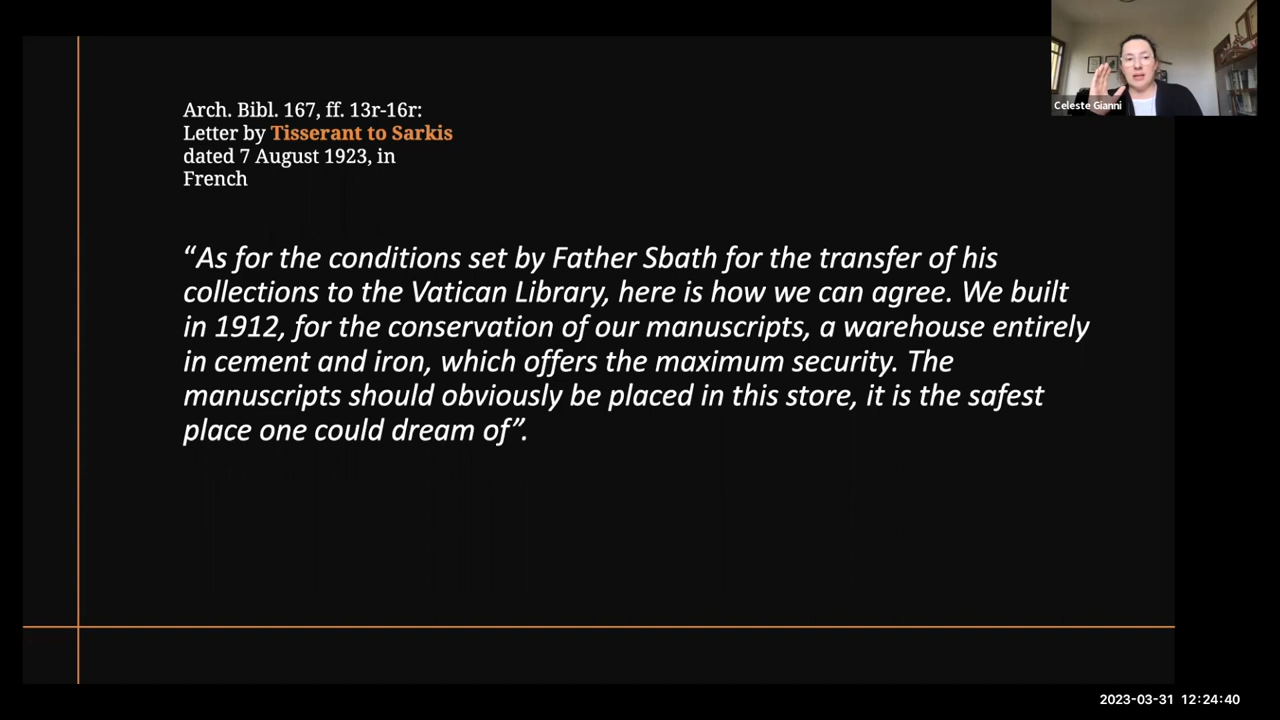 Celeste Gianni
Arch. Bibl. 167, ff. 13r-16r:
Letter by Tisserant to Sarkis
dated 7 August 1923, in
French
“As for the conditions set by Father Sbath for the transfer of his
collections to the Vatican Library, here is how we can agree. We built
in 1912, for the conservation of our manuscripts, a warehouse entirely
in cement and iron, which offers the maximum security. The
manuscripts should obviously be placed in this store, it is the safest
place one could dream of”.
2023-03-31 12:24:40